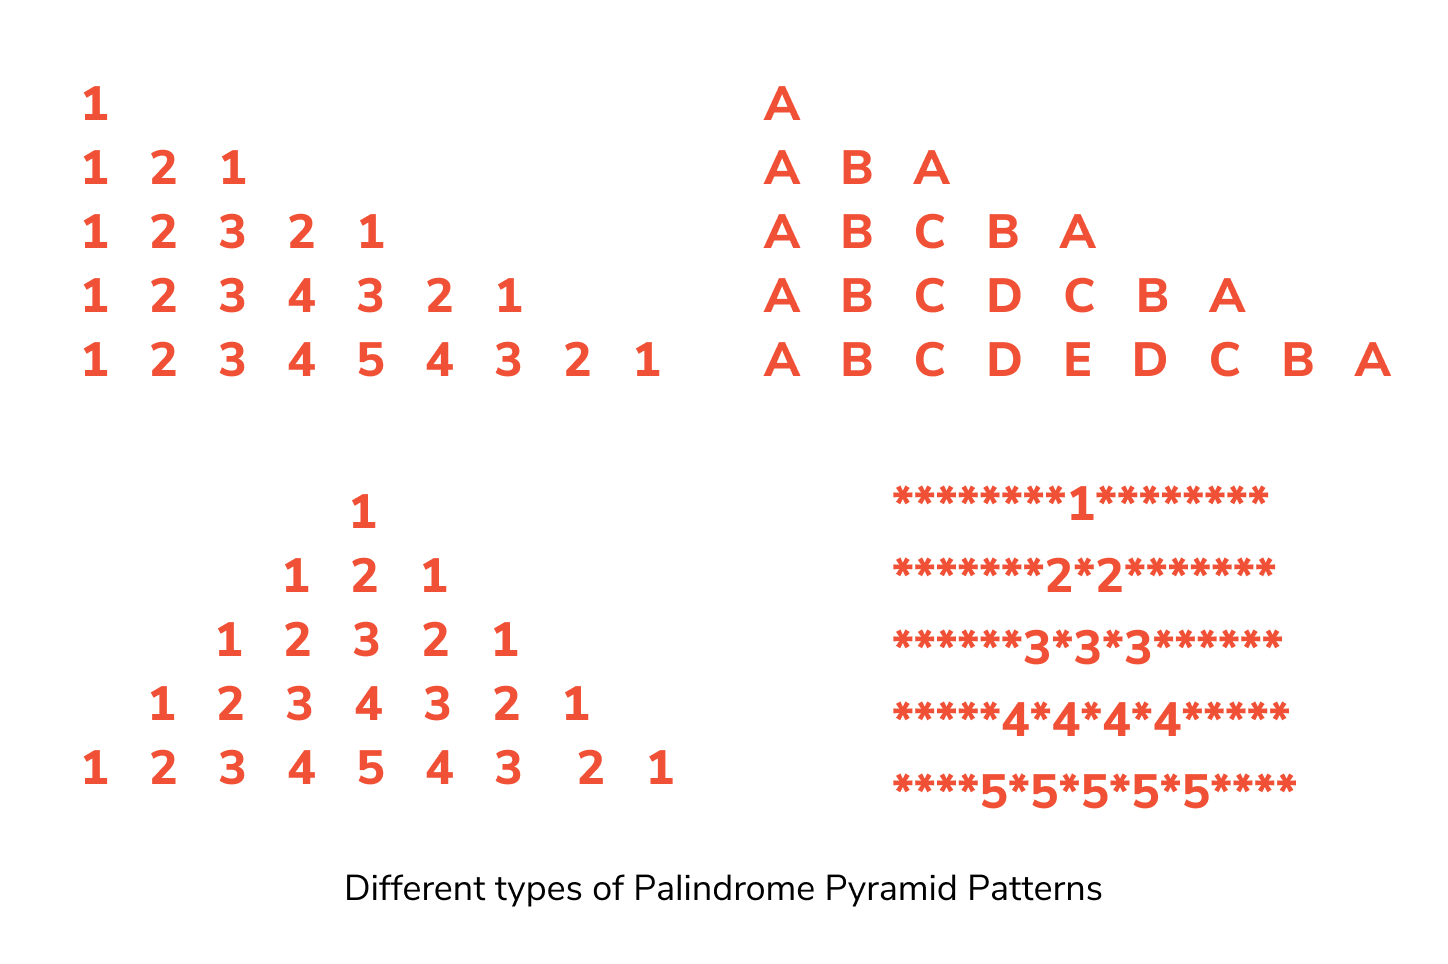 1
1 2 1
1 2 3 2 1
1 2 3 4 3 2 1
1 2 3 4 5 4 3 2 1
A
A B A
A B C B A
A B C D C B A
A B C D E D C B A
1
1 2 1
1 2 3 2 1
1 2 3 4 3 2 1
1 2 3 4 5 4 3 2 1
********1********
*******2*2*******
******3*3*3******
*****4*4*4*4*****
****5*5*5*5*5****
Different types of Palindrome Pyramid Patterns